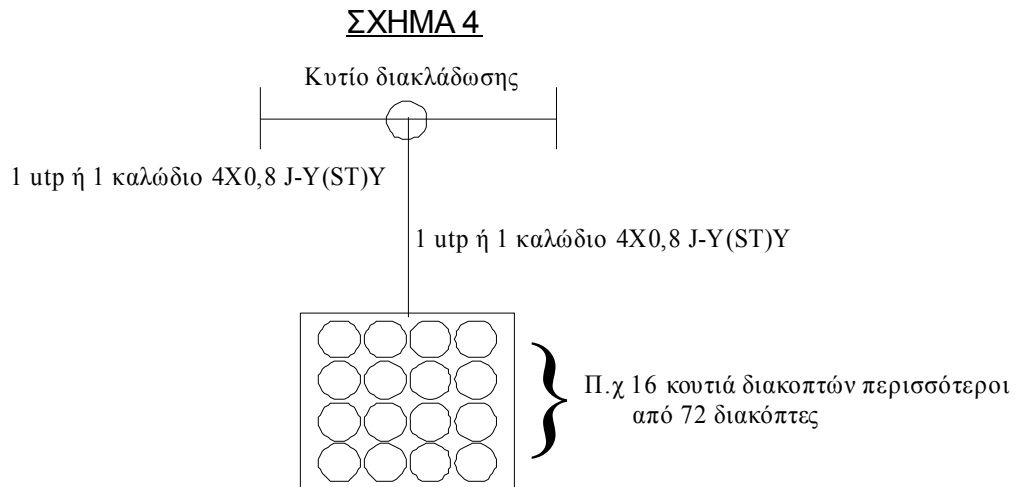 ΣΧΗΜΑ 4
Κυτίο διακλάδωσης
1 utp ή 1 καλώδιο 4Χ0,8 J-Y(ST)Y
1 utp ή 1 καλώδιο 4Χ0,8 J-Y(ST)Y
Π.χ 16 κουτιά διακοπτών περισσότεροι
από 72 διακόπτες